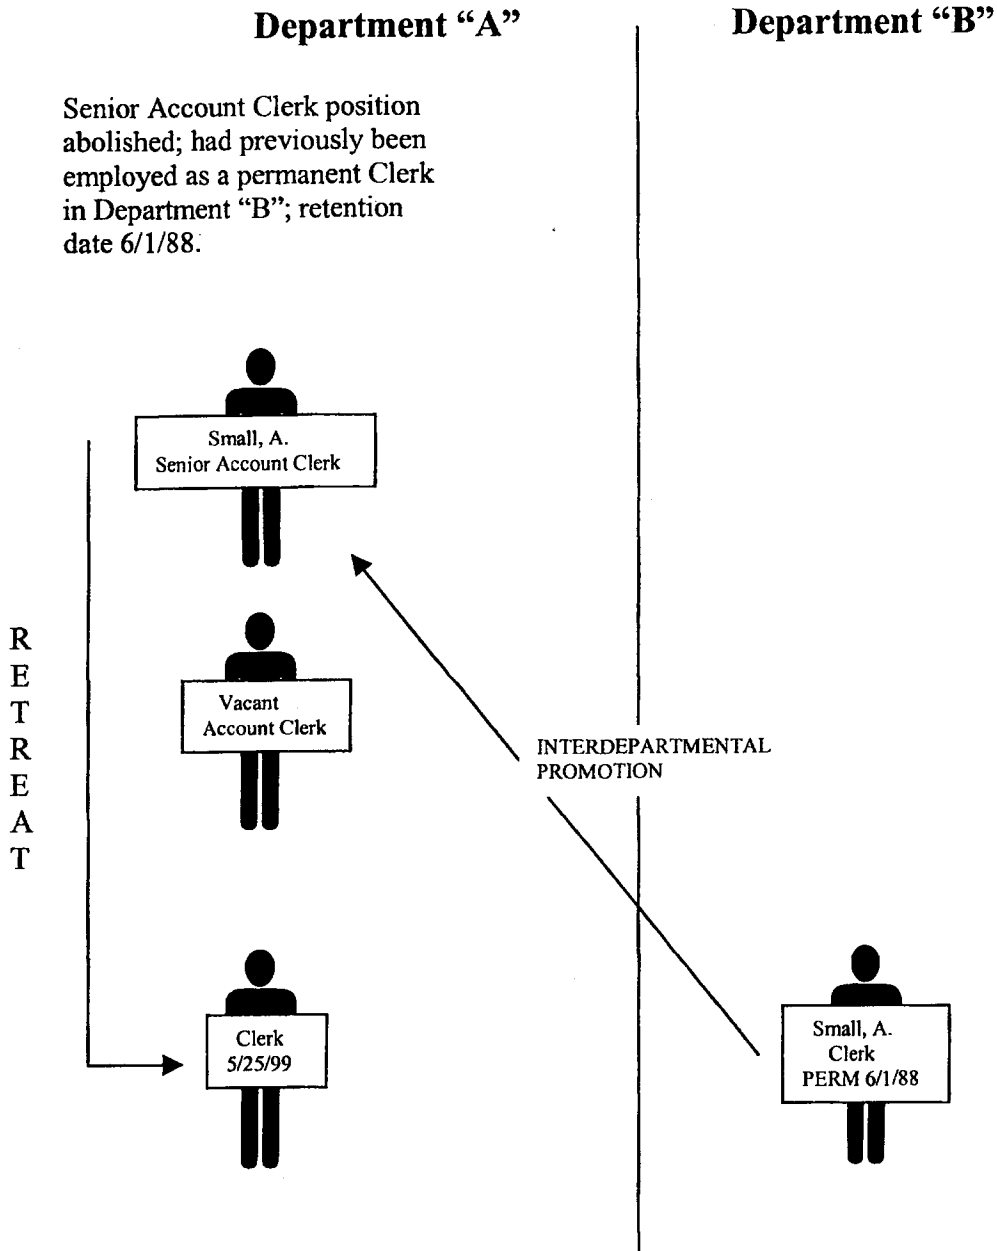 Department “A”
Department “B”
Senior Account Clerk position
abolished; had previously been
employed as a permanent Clerk
in Department “B”; retention
date 6/1/88.
Small, A.
Senior Account Clerk
R
E
T
R
E
A
T
Vacant
Account Clerk
INTERDEPARTMENTAL
PROMOTION
Clerk
5/25/99
Small, A.
Clerk
PERM 6/1/88